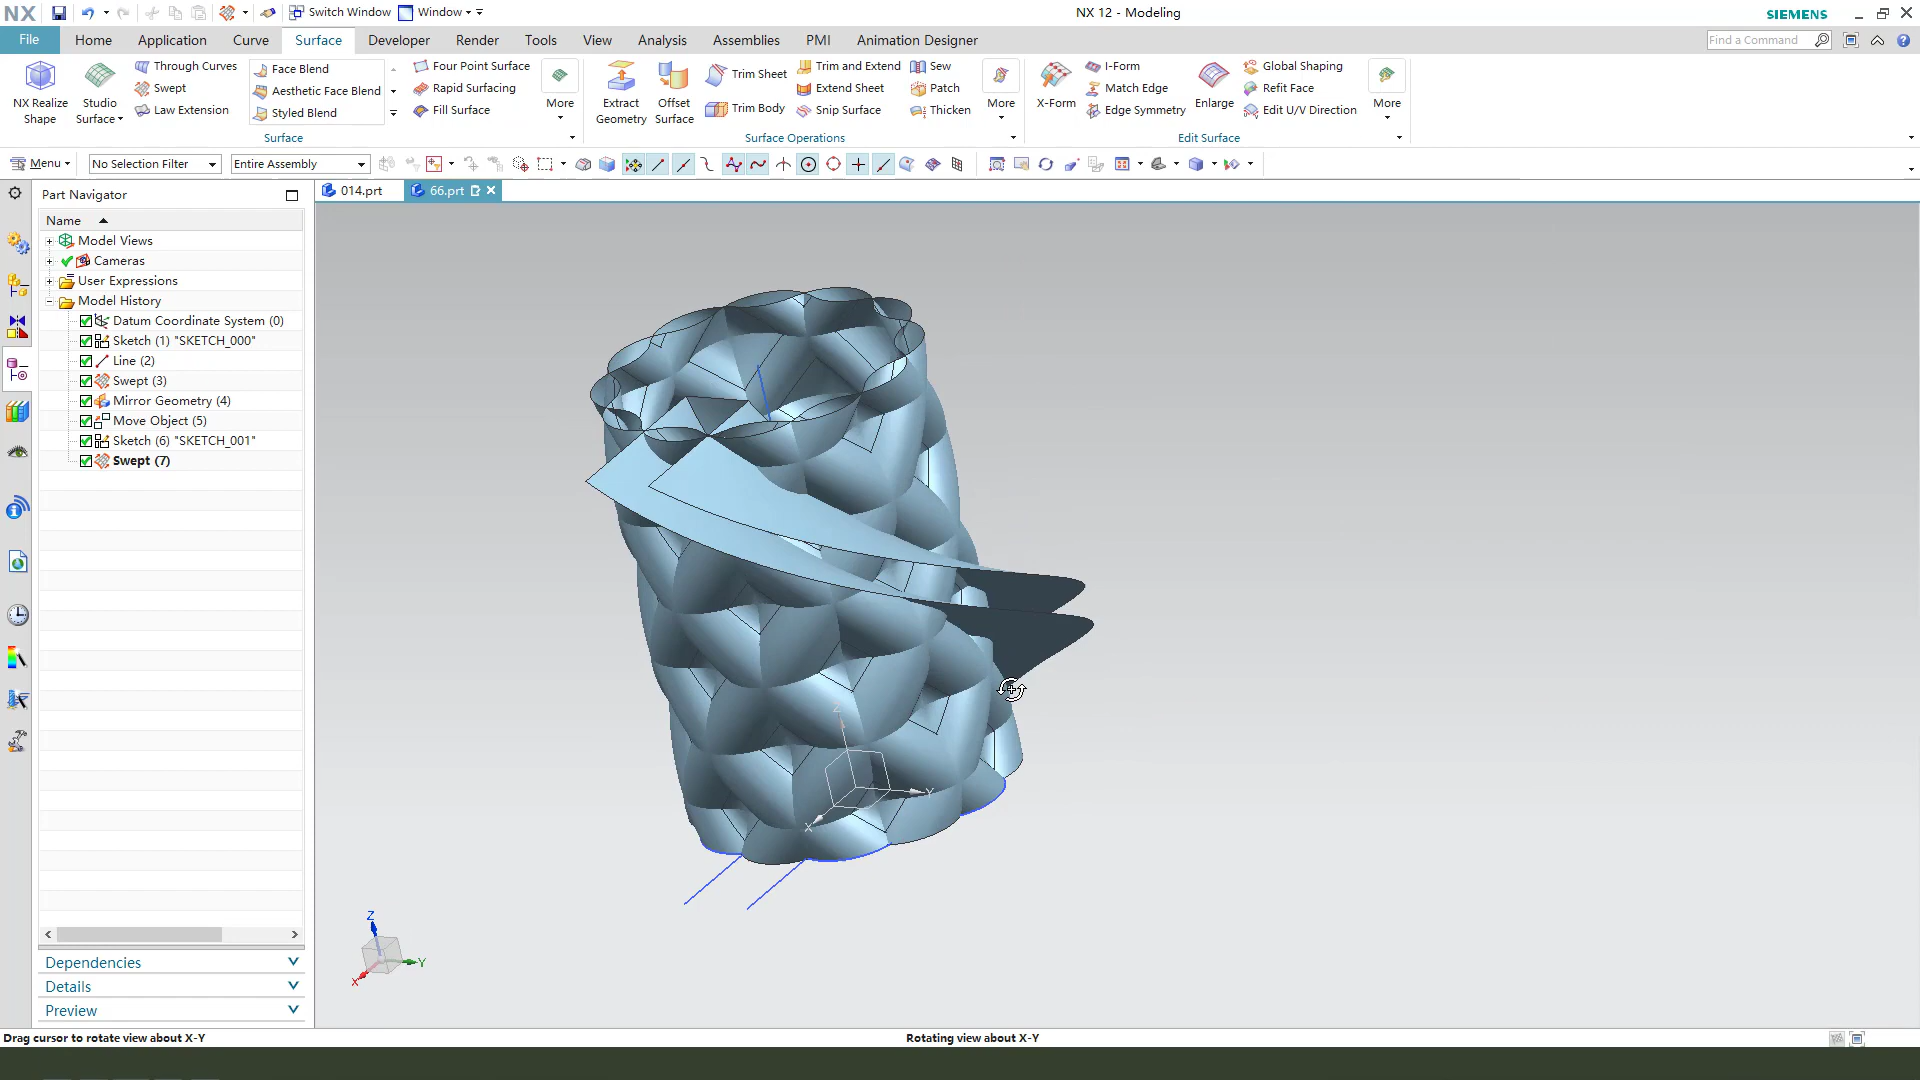 NX Switch Window Window NX 12 - Modeling SIEMENS
File Home Application Curve Surface Developer Render Tools View Analysis Assemblies PMI Animation Designer Find a Command
Through Curves Face Blend Four Point Surface Trim Sheet Trim and Extend Sew I-Form Global Shaping
Swept Aesthetic Face Blend Rapid Surfacing Extend Sheet Patch Match Edge Refit Face
NX Realize Shape Studio Surface Law Extension Styled Blend Fill Surface More Extract Geometry Offset Surface Trim Body Snip Surface Thicken More X-Form Edge Symmetry Enlarge Edit U/V Direction More
Surface Surface Operations Edit Surface
Menu No Selection Filter Entire Assembly
Part Navigator 014.prt 66.prt
Name
Model Views
Cameras
User Expressions
Model History
Datum Coordinate System (0)
Sketch (1) "SKETCH_000"
Line (2)
Swept (3)
Mirror Geometry (4)
Move Object (5)
Sketch (6) "SKETCH_001"
Swept (7)
Z
Y
X
Z
Y
X
Dependencies
Details
Preview
Drag cursor to rotate view about X-Y Rotating view about X-Y